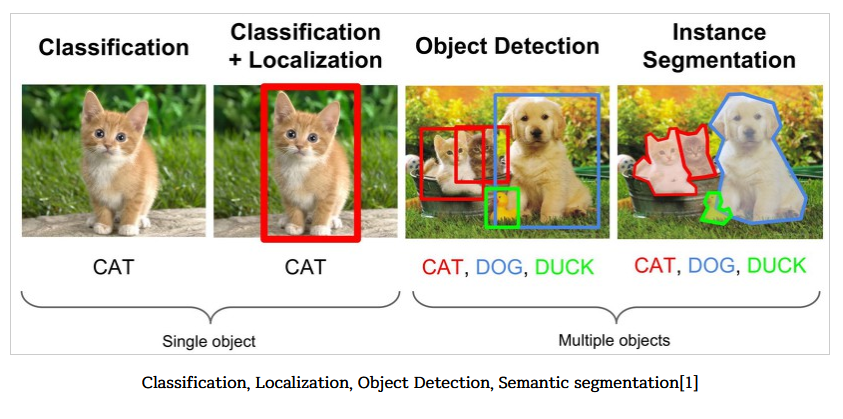 Classification
Classification
+ Localization
Object Detection
Instance
Segmentation
CAT
CAT
CAT, DOG, DUCK
CAT, DOG, DUCK
Single object
Multiple objects
Classification, Localization, Object Detection, Semantic segmentation[1]